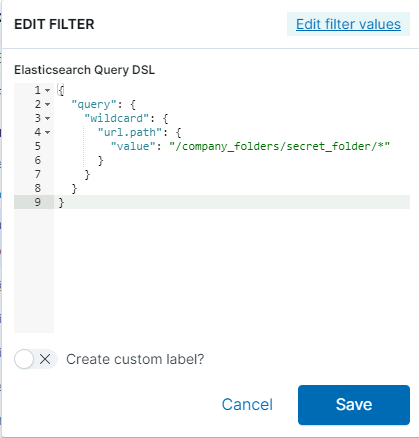 EDIT FILTER Edit filter values
Elasticsearch Query DSL
1 {
2 "query": {
3 "wildcard": {
4 "url.path": {
5 "value": "/company_folders/secret_folder/*"
6 }
7 }
8 }
9 }
Create custom label?
Cancel Save